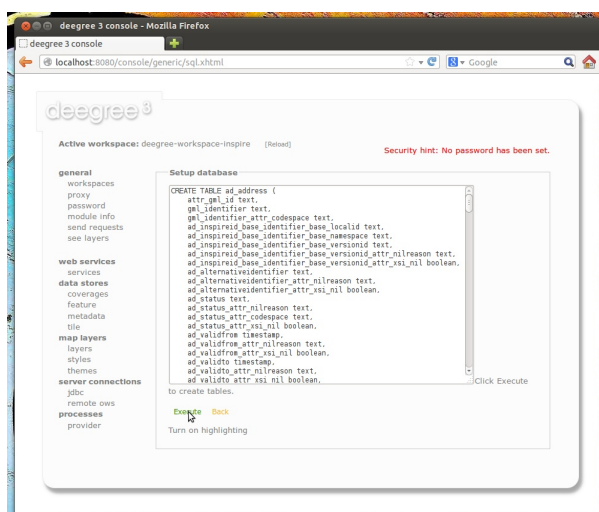 deegree 3 console - Mozilla Firefox
deegree 3 console
localhost:8080/console/generic/sql.xhtml
Google
deegree 3
Active workspace: deegree-workspace-inspire [Reload]
Security hint: No password has been set.
general
workspaces
proxy
password
module info
send requests
see layers
web services
services
data stores
coverages
feature
metadata
tile
map layers
layers
styles
themes
server connections
jdbc
remote ows
processes
provider
Setup database
CREATE TABLE ad_address (
attr_gml_id text,
gml_identifier text,
gml_identifier_attr_codespace text,
ad_inspireid_base_identifier_base_localid text,
ad_inspireid_base_identifier_base_namespace text,
ad_inspireid_base_identifier_base_versionid text,
ad_inspireid_base_identifier_base_versionid_attr_nilreason text,
ad_inspireid_base_identifier_base_versionid_attr_xsi_nil boolean,
ad_alternativeidentifier text,
ad_alternativeidentifier_attr_nilreason text,
ad_alternativeidentifier_attr_xsi_nil boolean,
ad_status text,
ad_status_attr_nilreason text,
ad_status_attr_codespace text,
ad_status_attr_xsi_nil boolean,
ad_validfrom timestamp,
ad_validfrom_attr_nilreason text,
ad_validfrom_attr_xsi_nil boolean,
ad_validto timestamp,
ad_validto_attr_nilreason text,
ad_validto_attr_xsi_nil boolean,
Click Execute
to create tables.
Execute Back
Turn on highlighting